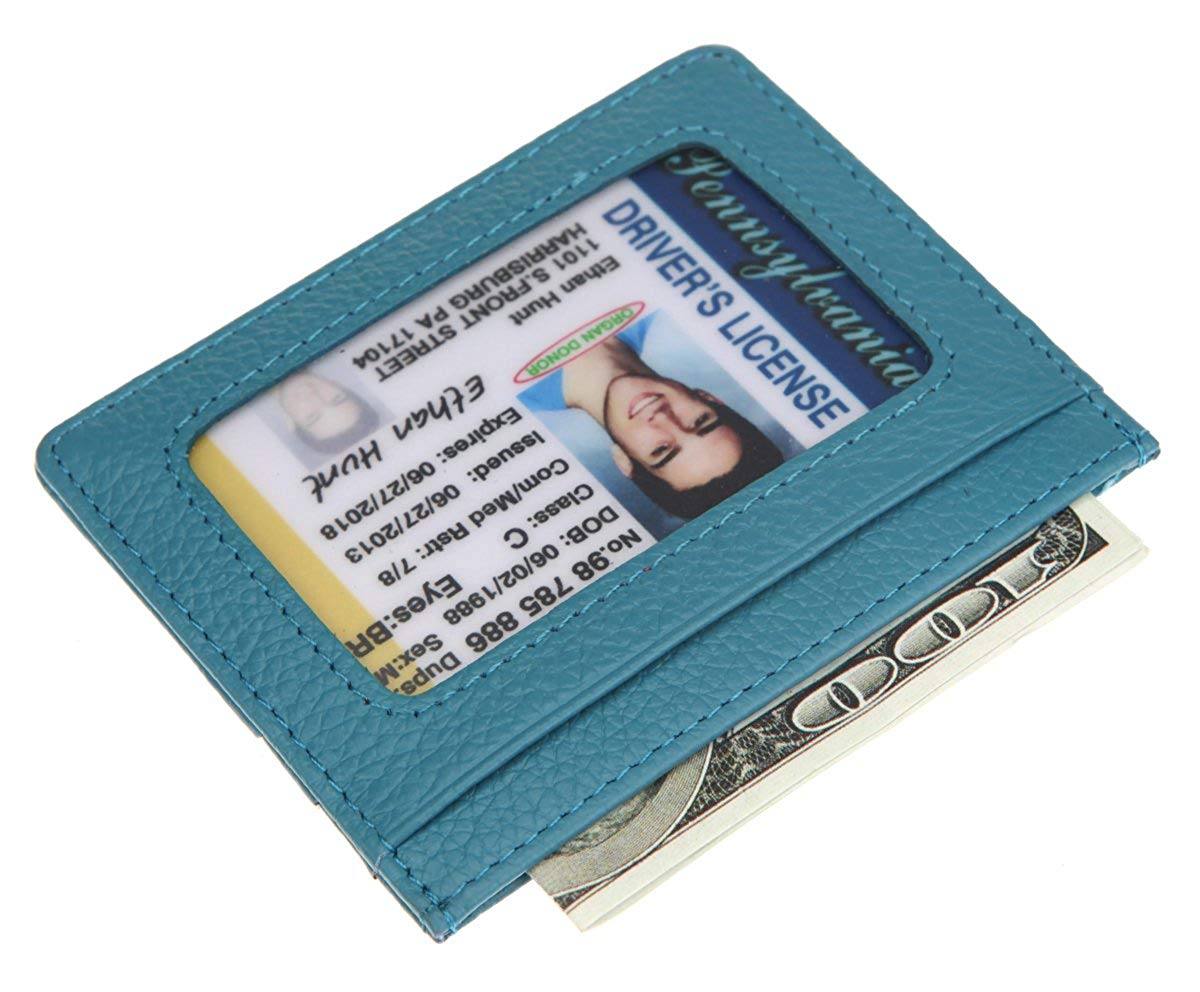 Pennsylvania
DRIVER'S LICENSE
ORGAN DONOR
Ethan Hunt
1101 S.FRONT STREET
HARRISBURG PA 17104
Ethan Hunt
No.98 785 886 Dups:
DOB: 06/02/1988 Sex:M
Class: C Eyes:BR
Com/Med Rstr: 7/8
Issued: 06/27/2013
Expires: 06/27/2018